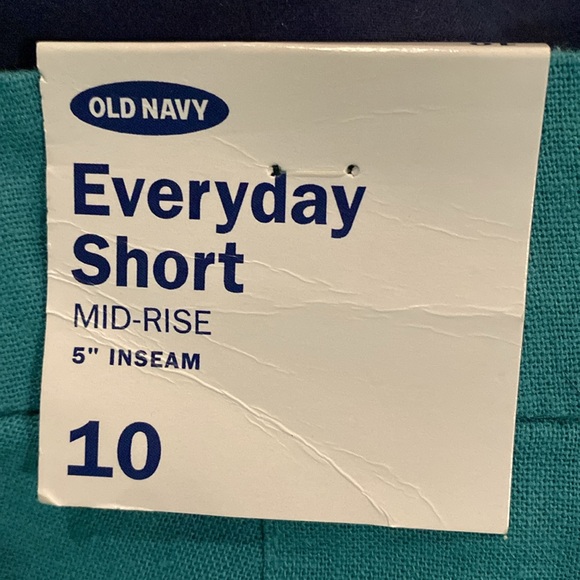 OLD NAVY
Everyday
Short
MID-RISE
5" INSEAM
10